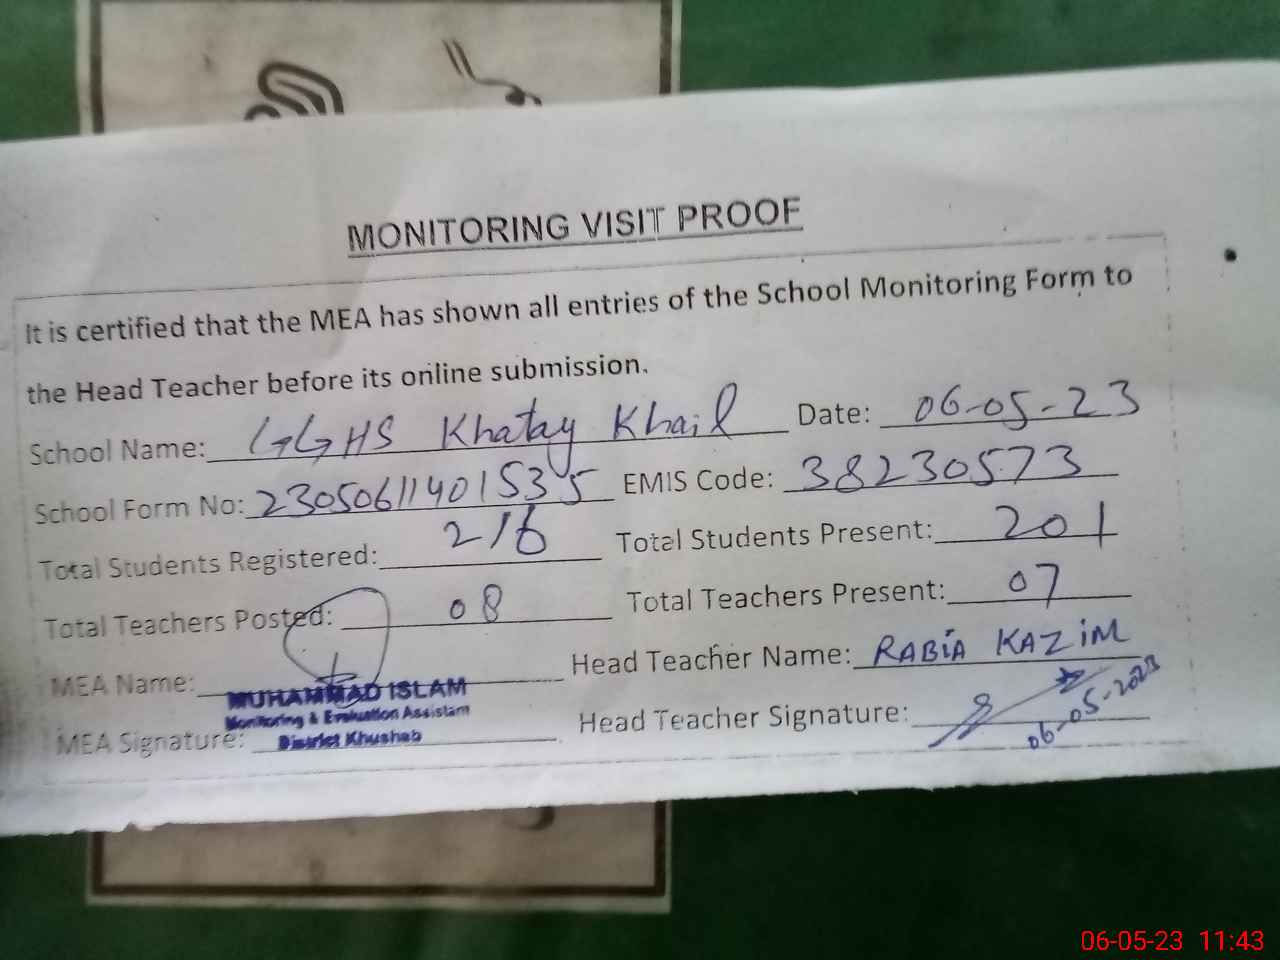 MONITORING VISIT PROOF
It is certified that the MEA has shown all entries of the School Monitoring Form to
the Head Teacher before its online submission.
School Name: GGHS Khatay Khail Date: 06-05-23
School Form No: 23050611401535 EMIS Code: 38230573
Total Students Registered: 216 Total Students Present: 201
Total Teachers Posted: 08 Total Teachers Present: 07
MEA Name: Head Teacher Name: RABIA KAZIM
MUHAMMAD ISLAM
Monitoring & Evaluation Assistant
MEA Signature: District Khushab Head Teacher Signature: 06-05-2023
06-05-23 11:43